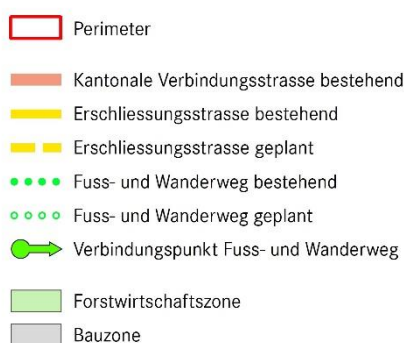 Perimeter
Kantonale Verbindungsstrasse bestehend
Erschliessungsstrasse bestehend
Erschliessungsstrasse geplant
Fuss- und Wanderweg bestehend
Fuss- und Wanderweg geplant
Verbindungspunkt Fuss- und Wanderweg
Forstwirtschaftszone
Bauzone